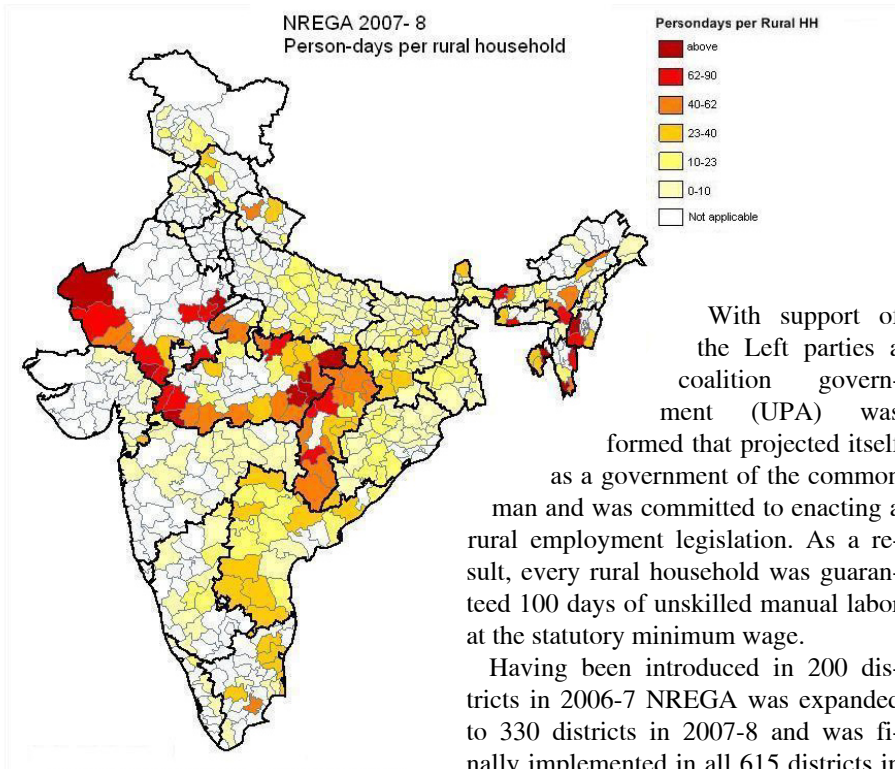 NREGA 2007- 8
Person-days per rural household
Persondays per Rural HH
above
62-90
40-62
23-40
10-23
0-10
Not applicable
With support of
the Left parties a
coalition govern-
ment (UPA) was
formed that projected itself
as a government of the common
man and was committed to enacting a
rural employment legislation. As a re-
sult, every rural household was guaran-
teed 100 days of unskilled manual labor
at the statutory minimum wage.
Having been introduced in 200 dis-
tricts in 2006-7 NREGA was expanded
to 330 districts in 2007-8 and was fi-
nally implemented in all 615 districts in